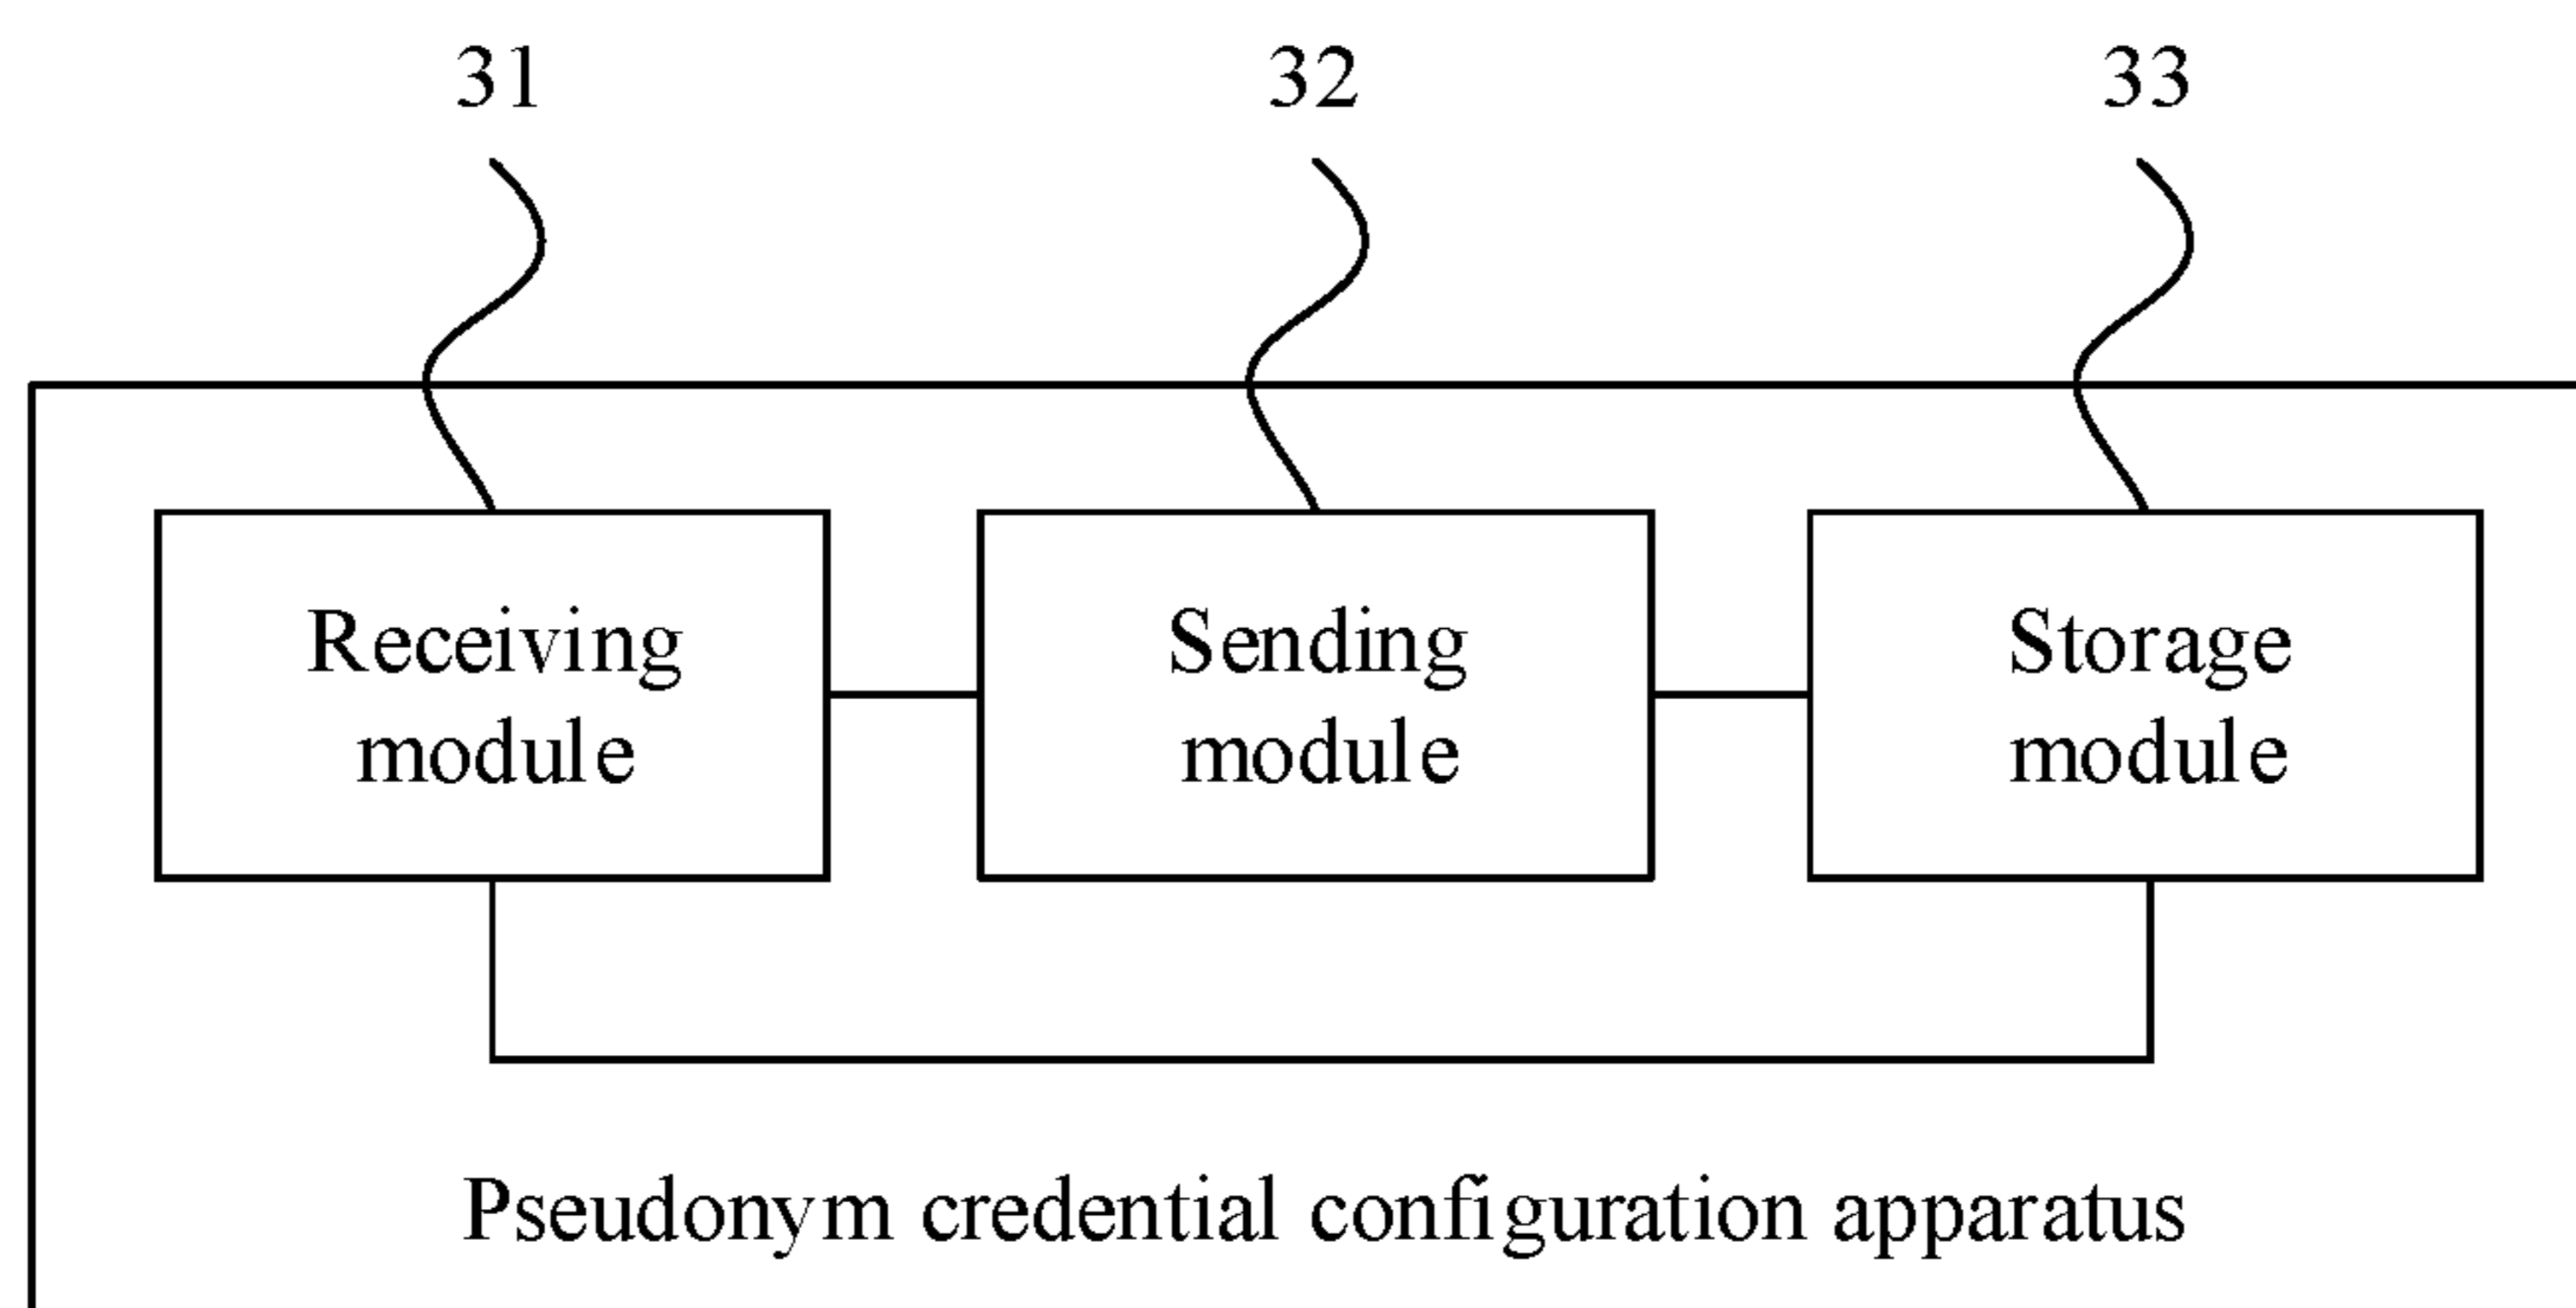 31 32 33
Receiving Sending Storage
module module module
Pseudonym credential configuration apparatus